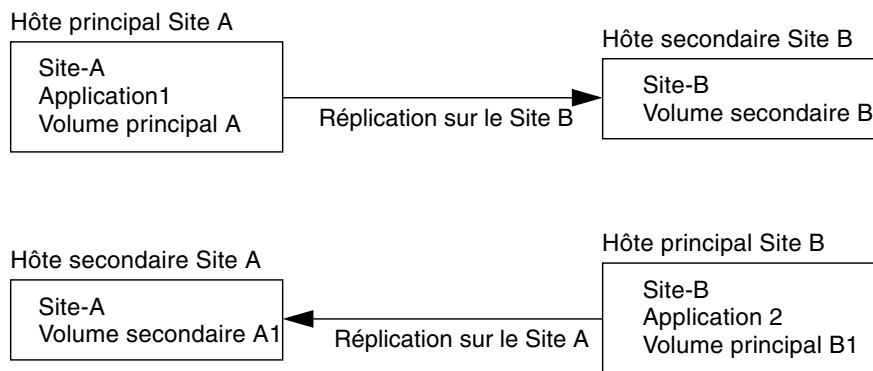 Hôte principal Site A
Site-A
Application1
Volume principal A
Réplication sur le Site B
Hôte secondaire Site B
Site-B
Volume secondaire B
Hôte secondaire Site A
Site-A
Volume secondaire A1
Réplication sur le Site A
Hôte principal Site B
Site-B
Application 2
Volume principal B1